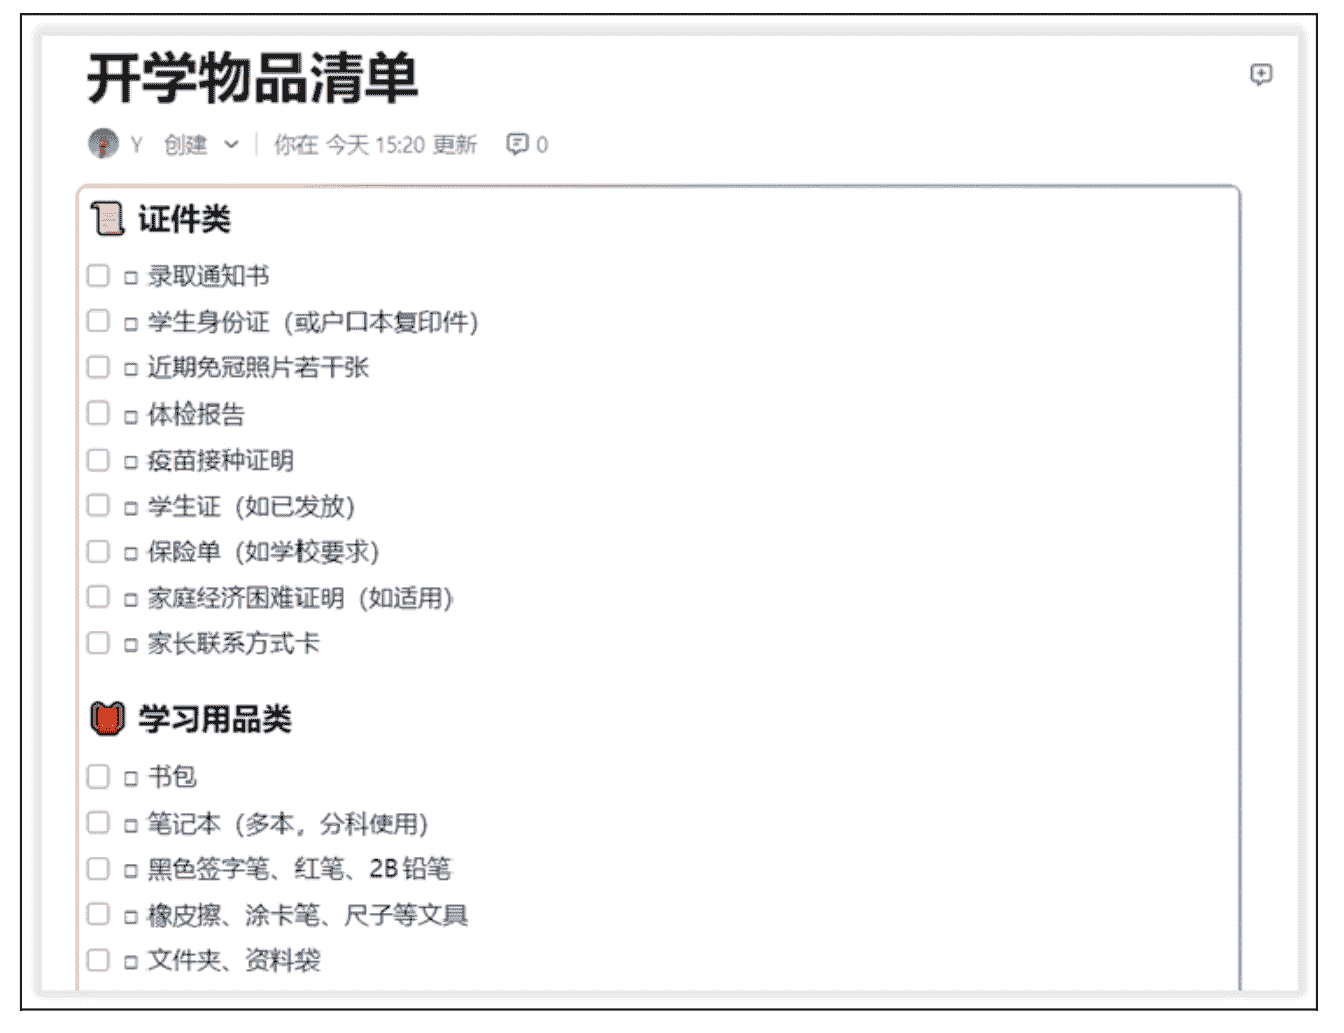 开学物品清单
Y 创建 你在 今天 15:20 更新 0
证件类
□ 录取通知书
□ 学生身份证（或户口本复印件）
□ 近期免冠照片若干张
□ 体检报告
□ 疫苗接种证明
□ 学生证（如已发放）
□ 保险单（如学校要求）
□ 家庭经济困难证明（如适用）
□ 家长联系方式卡
学习用品类
□ 书包
□ 笔记本（多本，分科使用）
□ 黑色签字笔、红笔、2B铅笔
□ 橡皮擦、涂卡笔、尺子等文具
□ 文件夹、资料袋